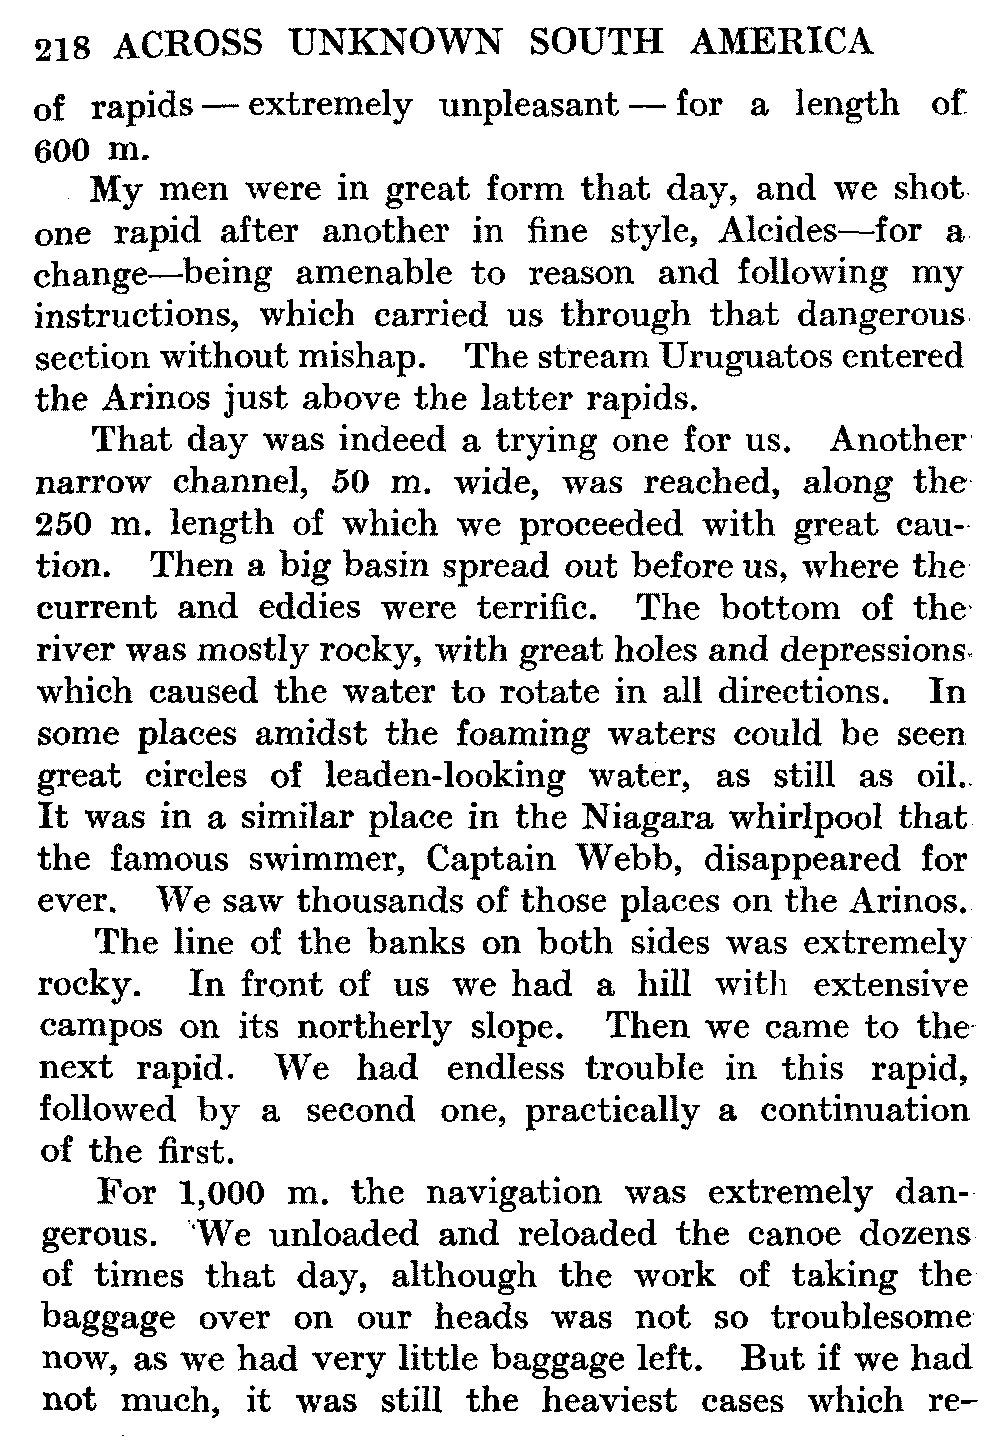 218 ACROSS UNKNOWN SOUTH AMERICA
of rapids — extremely unpleasant — for a length of
600 m.
My men were in great form that day, and we shot
one rapid after another in fine style, Alcides—for a
change—being amenable to reason and following my
instructions, which carried us through that dangerous
section without mishap. The stream Uruguatos entered
the Arinos just above the latter rapids.
That day was indeed a trying one for us. Another
narrow channel, 50 m. wide, was reached, along the
250 m. length of which we proceeded with great cau-
tion. Then a big basin spread out before us, where the
current and eddies were terrific. The bottom of the
river was mostly rocky, with great holes and depressions
which caused the water to rotate in all directions. In
some places amidst the foaming waters could be seen
great circles of leaden-looking water, as still as oil.
It was in a similar place in the Niagara whirlpool that
the famous swimmer, Captain Webb, disappeared for
ever. We saw thousands of those places on the Arinos.
The line of the banks on both sides was extremely
rocky. In front of us we had a hill with extensive
campos on its northerly slope. Then we came to the
next rapid. We had endless trouble in this rapid,
followed by a second one, practically a continuation
of the first.
For 1,000 m. the navigation was extremely dan-
gerous. We unloaded and reloaded the canoe dozens
of times that day, although the work of taking the
baggage over on our heads was not so troublesome
now, as we had very little baggage left. But if we had
not much, it was still the heaviest cases which re-